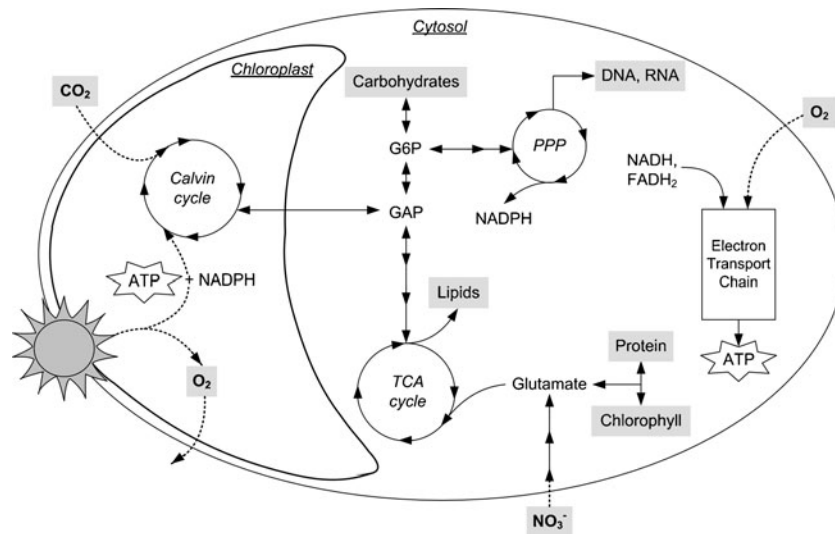 Cytosol
Chloroplast
CO2
Calvin
cycle
ATP
+ NADPH
O2
Carbohydrates
G6P
GAP
PPP
DNA, RNA
NADPH
O2
NADH,
FADH2
Electron
Transport
Chain
ATP
Lipids
TCA
cycle
Glutamate
Protein
Chlorophyll
NO3-